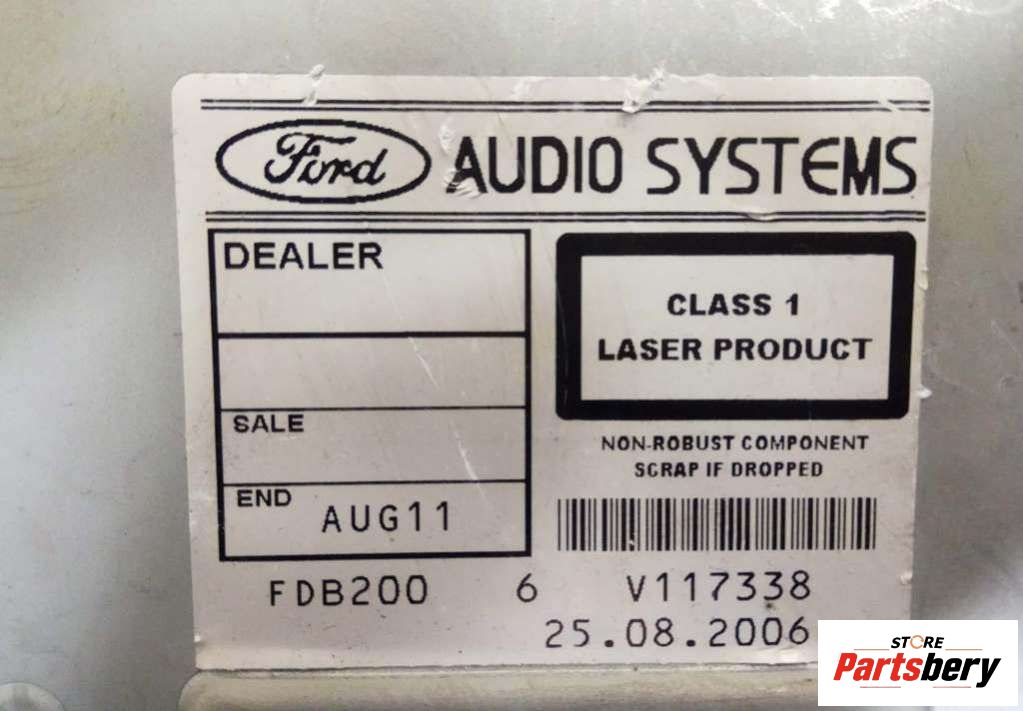 Ford AUDIO SYSTEMS
DEALER
CLASS 1
LASER PRODUCT
SALE
NON-ROBUST COMPONENT
SCRAP IF DROPPED
END AUG11
FDB200 6 V117338
25.08.2006
STORE
Partsbery